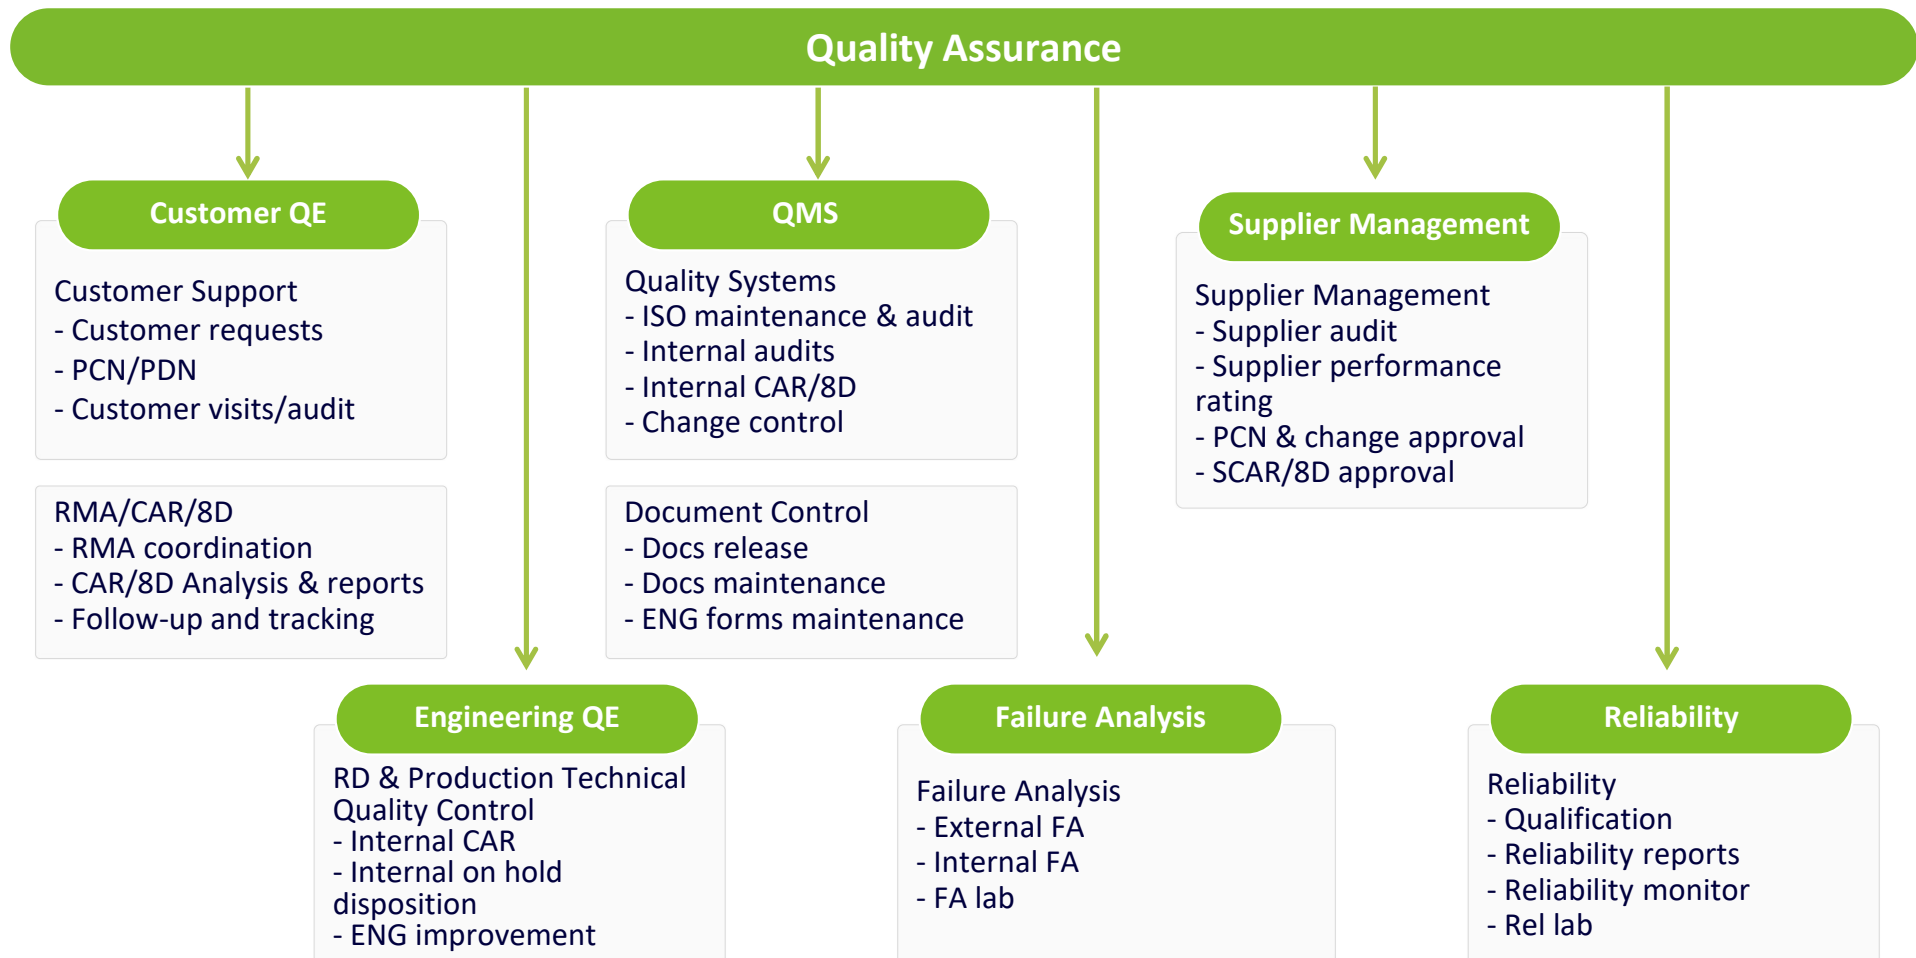 Quality Assurance
Customer QE
Customer Support
- Customer requests
- PCN/PDN
- Customer visits/audit
RMA/CAR/8D
- RMA coordination
- CAR/8D Analysis & reports
- Follow-up and tracking
QMS
Quality Systems
- ISO maintenance & audit
- Internal audits
- Internal CAR/8D
- Change control
Document Control
- Docs release
- Docs maintenance
- ENG forms maintenance
Supplier Management
Supplier Management
- Supplier audit
- Supplier performance
rating
- PCN & change approval
- SCAR/8D approval
Engineering QE
RD & Production Technical
Quality Control
- Internal CAR
- Internal on hold
disposition
- ENG improvement
Failure Analysis
Failure Analysis
- External FA
- Internal FA
- FA lab
Reliability
Reliability
- Qualification
- Reliability reports
- Reliability monitor
- Rel lab